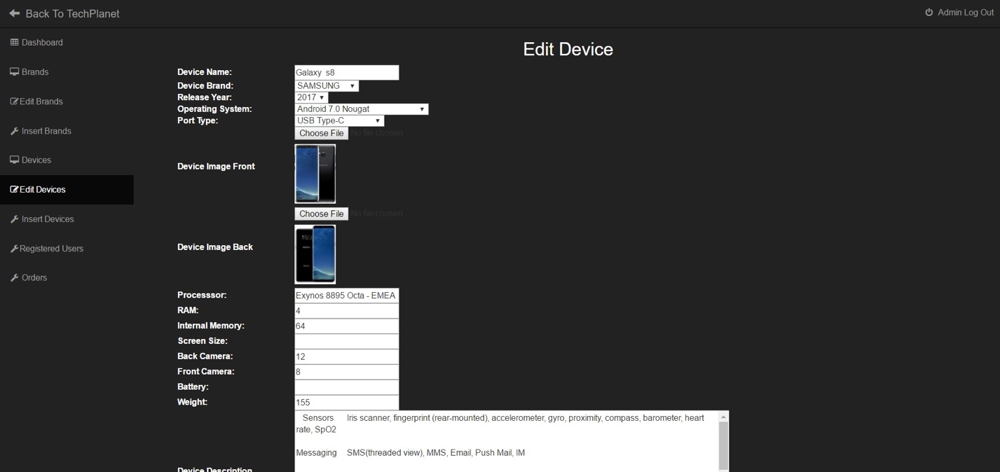 Back To TechPlanet
Admin Log Out
Dashboard
Brands
Edit Brands
Insert Brands
Devices
Edit Devices
Insert Devices
Registered Users
Orders
Edit Device
Device Name: Galaxy  s8
Device Brand: SAMSUNG
Release Year: 2017
Operating System: Android 7.0 Nougat
Port Type: USB Type-C
Choose File No file chosen
Device Image Front
Choose File No file chosen
Device Image Back
Processsor: Exynos 8895 Octa - EMEA
RAM: 4
Internal Memory: 64
Screen Size:
Back Camera: 12
Front Camera: 8
Battery:
Weight: 155
Sensors Iris scanner, fingerprint (rear-mounted), accelerometer, gyro, proximity, compass, barometer, heart
rate, SpO2
Messaging SMS(threaded view), MMS, Email, Push Mail, IM
Device Description